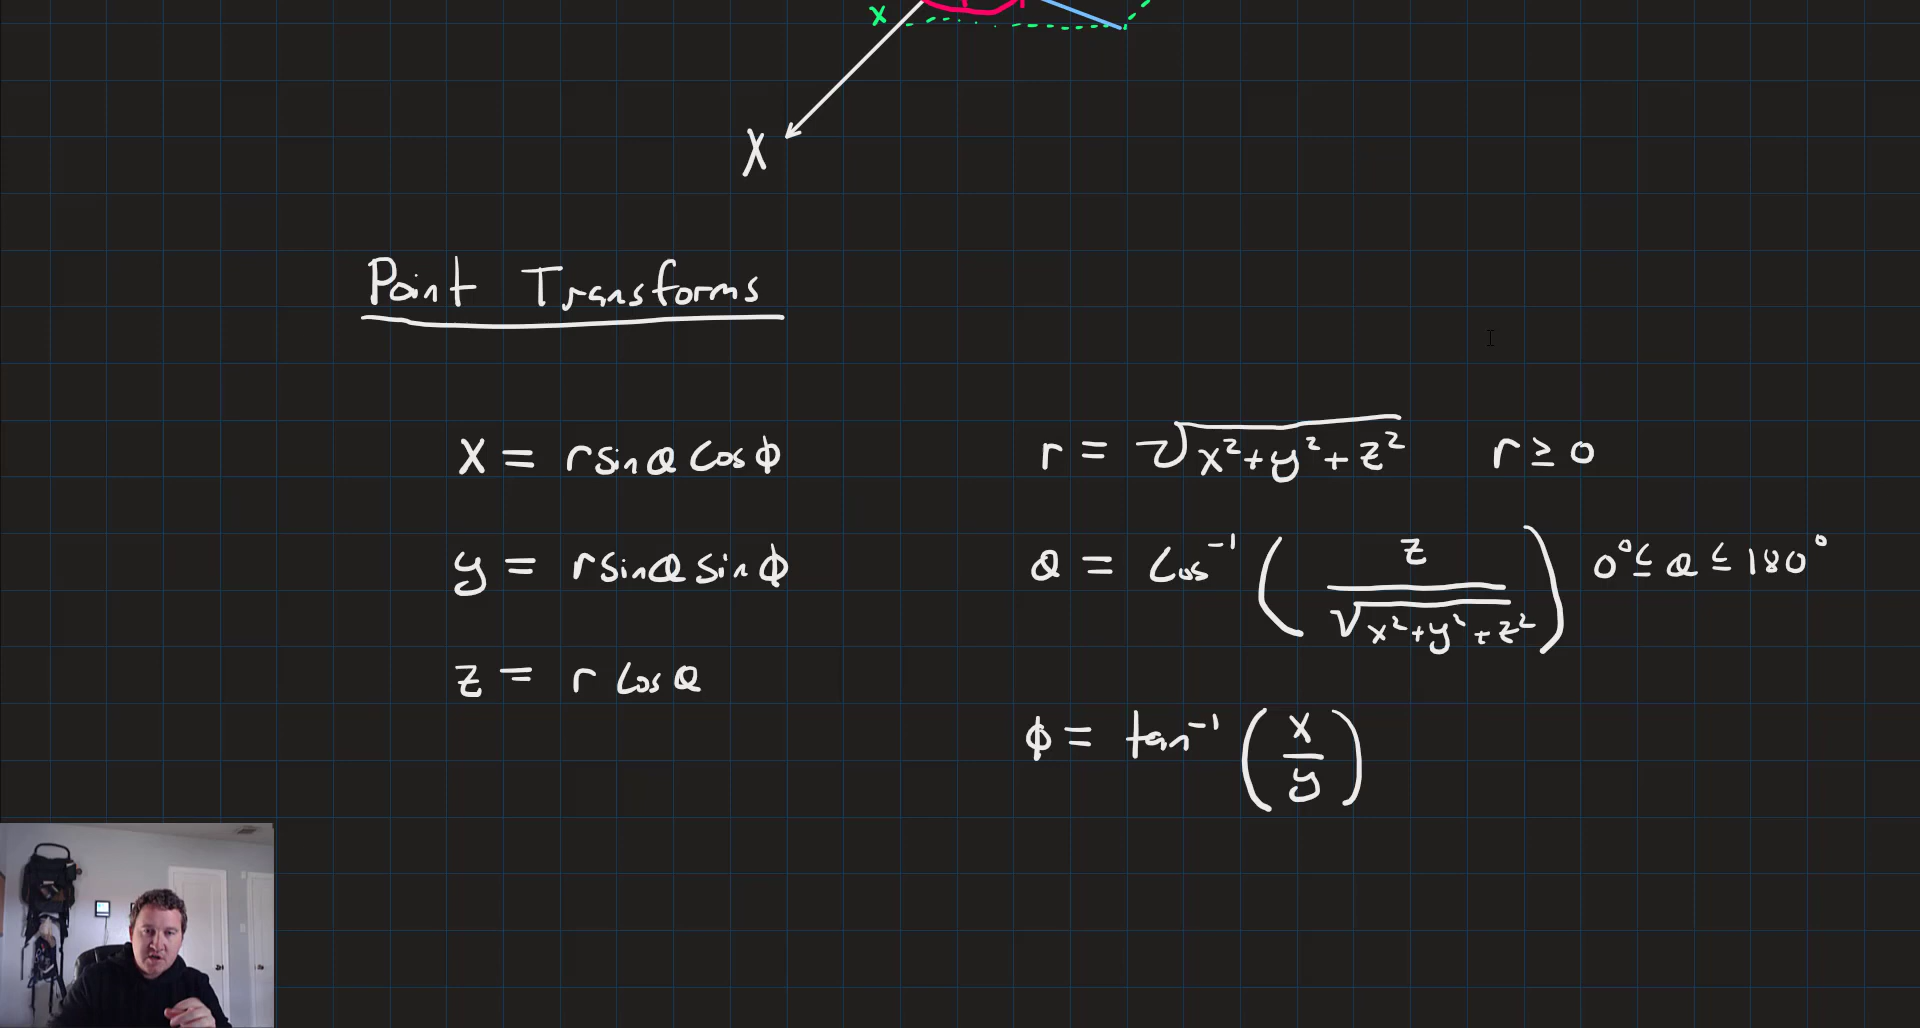 x
X
Point Transforms
x = r sin θ cos ϕ
y = r sin θ sin ϕ
z = r cos θ
r = √x²+y²+z² r ≥ 0
θ = cos⁻¹ ( z / √x²+y²+z² ) 0° ≤ θ ≤ 180°
ϕ = tan⁻¹ ( x / y )